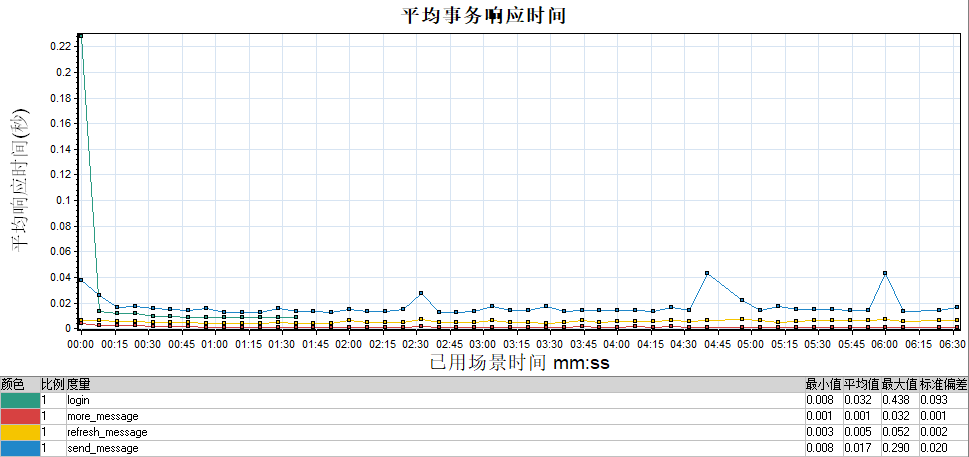 平均事务响应时间
平均响应时间(秒)
0.22
0.2
0.18
0.16
0.14
0.12
0.1
0.08
0.06
0.04
0.02
0
00:00 00:15 00:30 00:45 01:00 01:15 01:30 01:45 02:00 02:15 02:30 02:45 03:00 03:15 03:30 03:45 04:00 04:15 04:30 04:45 05:00 05:15 05:30 05:45 06:00 06:15 06:30
已用场景时间 mm:ss
颜色 比例 度量 最小值 平均值 最大值 标准偏差
1 login 0.008 0.032 0.438 0.093
1 more_message 0.001 0.001 0.032 0.001
1 refresh_message 0.003 0.005 0.052 0.002
1 send_message 0.008 0.017 0.290 0.020